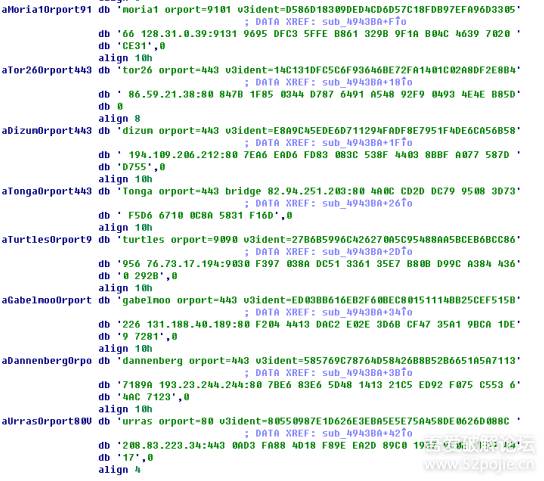 aMoria1Orport91 db 'moria1 orport=9101 v3ident=D586D18309DED4CD6D57C18FDB97EFA96D3305'
; DATA XREF: sub_4943BA+F↑o
db '66 128.31.0.39:9131 9695 DFC3 5FFE B861 329B 9F1A B04C 4639 7020 '
db 'CE31',0
align 10h
aTor26Orport443 db 'tor26 orport=443 v3ident=14C131DFC5C6F93646BE72FA1401C02A8DF2E8B4'
; DATA XREF: sub_4943BA+18↑o
db ' 86.59.21.38:80 847B 1F85 0344 D787 6491 A548 92F9 0493 4E4E B85D'
db 0
align 8
aDizumOrport443 db 'dizum orport=443 v3ident=E8A9C45EDE6D711294FADF8E7951F4DE6CA56B58'
; DATA XREF: sub_4943BA+1F↑o
db ' 194.109.206.212:80 7EA6 EAD6 FD83 083C 538F 4403 8BBF A077 587D '
db 'D755',0
align 10h
aTongaOrport443 db 'Tonga orport=443 bridge 82.94.251.203:80 4A0C CD2D DC79 9508 3D73'
; DATA XREF: sub_4943BA+26↑o
db ' F5D6 6710 0C8A 5831 F16D',0
align 10h
aTurtlesOrport9 db 'turtles orport=9090 v3ident=27B6B5996C426270A5C95488AA5BCEB6BCC86'
; DATA XREF: sub_4943BA+2D↑o
db '956 76.73.17.194:9030 F397 038A DC51 3361 35E7 B80B D99C A384 436'
db '0 292B',0
align 10h
aGabelmooOrport db 'gabelmoo orport=443 v3ident=ED03BB616EB2F60BEC80151114BB25CEF515B'
; DATA XREF: sub_4943BA+34↑o
db '226 131.188.40.189:80 F204 4413 DAC2 E02E 3D6B CF47 35A1 9BCA 1DE'
db '9 7281',0
align 10h
aDannenbergOrpo db 'dannenberg orport=443 v3ident=585769C78764D58426B8B52B6651A5A7113'
; DATA XREF: sub_4943BA+3B↑o
db '7189A 193.23.244.244:80 7BE6 83E6 5D48 1413 21C5 ED92 F075 C553 6'
db '4AC 7123',0
align 10h
aUrrasOrport80V db 'urras orport=80 v3ident=80550987E1D626E3EBA5E5E75A458DE0626D088C '
; DATA XREF: sub_4943BA+42↑o
db '208.83.223.34:443 0AD3 FA88 4D18 F89E EA2D 89C0
db '17',0
align 4
www.52pojie.cn